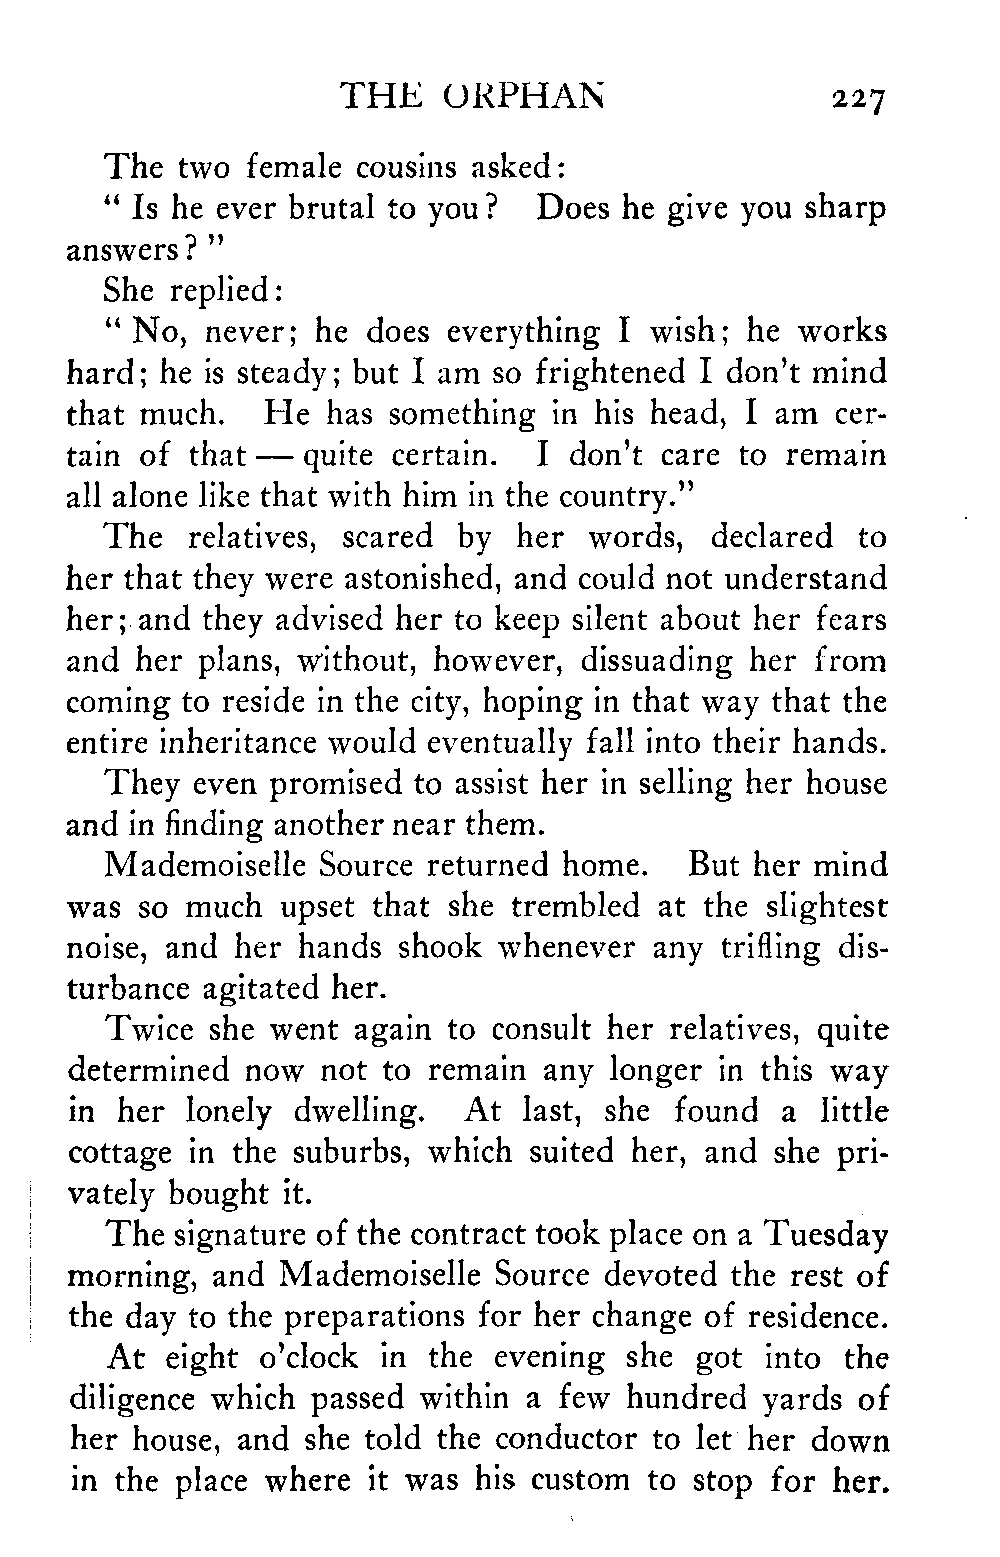 THE ORPHAN 227
The two female cousins asked:
" Is he ever brutal to you? Does he give you sharp
answers? "
She replied:
" No, never; he does everything I wish; he works
hard; he is steady; but I am so frightened I don't mind
that much. He has something in his head, I am cer-
tain of that — quite certain. I don't care to remain
all alone like that with him in the country."
The relatives, scared by her words, declared to
her that they were astonished, and could not understand
her; and they advised her to keep silent about her fears
and her plans, without, however, dissuading her from
coming to reside in the city, hoping in that way that the
entire inheritance would eventually fall into their hands.
They even promised to assist her in selling her house
and in finding another near them.
Mademoiselle Source returned home. But her mind
was so much upset that she trembled at the slightest
noise, and her hands shook whenever any trifling dis-
turbance agitated her.
Twice she went again to consult her relatives, quite
determined now not to remain any longer in this way
in her lonely dwelling. At last, she found a little
cottage in the suburbs, which suited her, and she pri-
vately bought it.
The signature of the contract took place on a Tuesday
morning, and Mademoiselle Source devoted the rest of
the day to the preparations for her change of residence.
At eight o'clock in the evening she got into the
diligence which passed within a few hundred yards of
her house, and she told the conductor to let her down
in the place where it was his custom to stop for her.